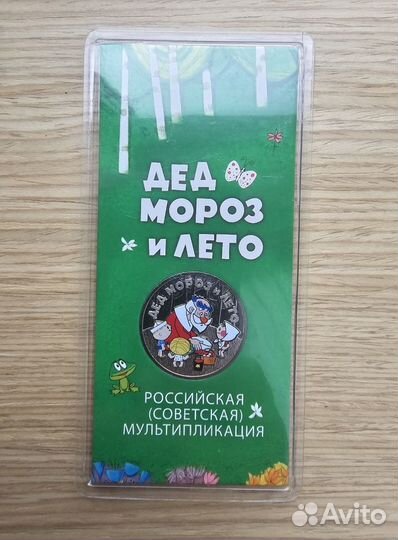 ДЕД
МОРОЗ
И ЛЕТО
ДЕД МОРОЗ И ЛЕТО
РОССИЙСКАЯ
(СОВЕТСКАЯ)
МУЛЬТИПЛИКАЦИЯ
Avito